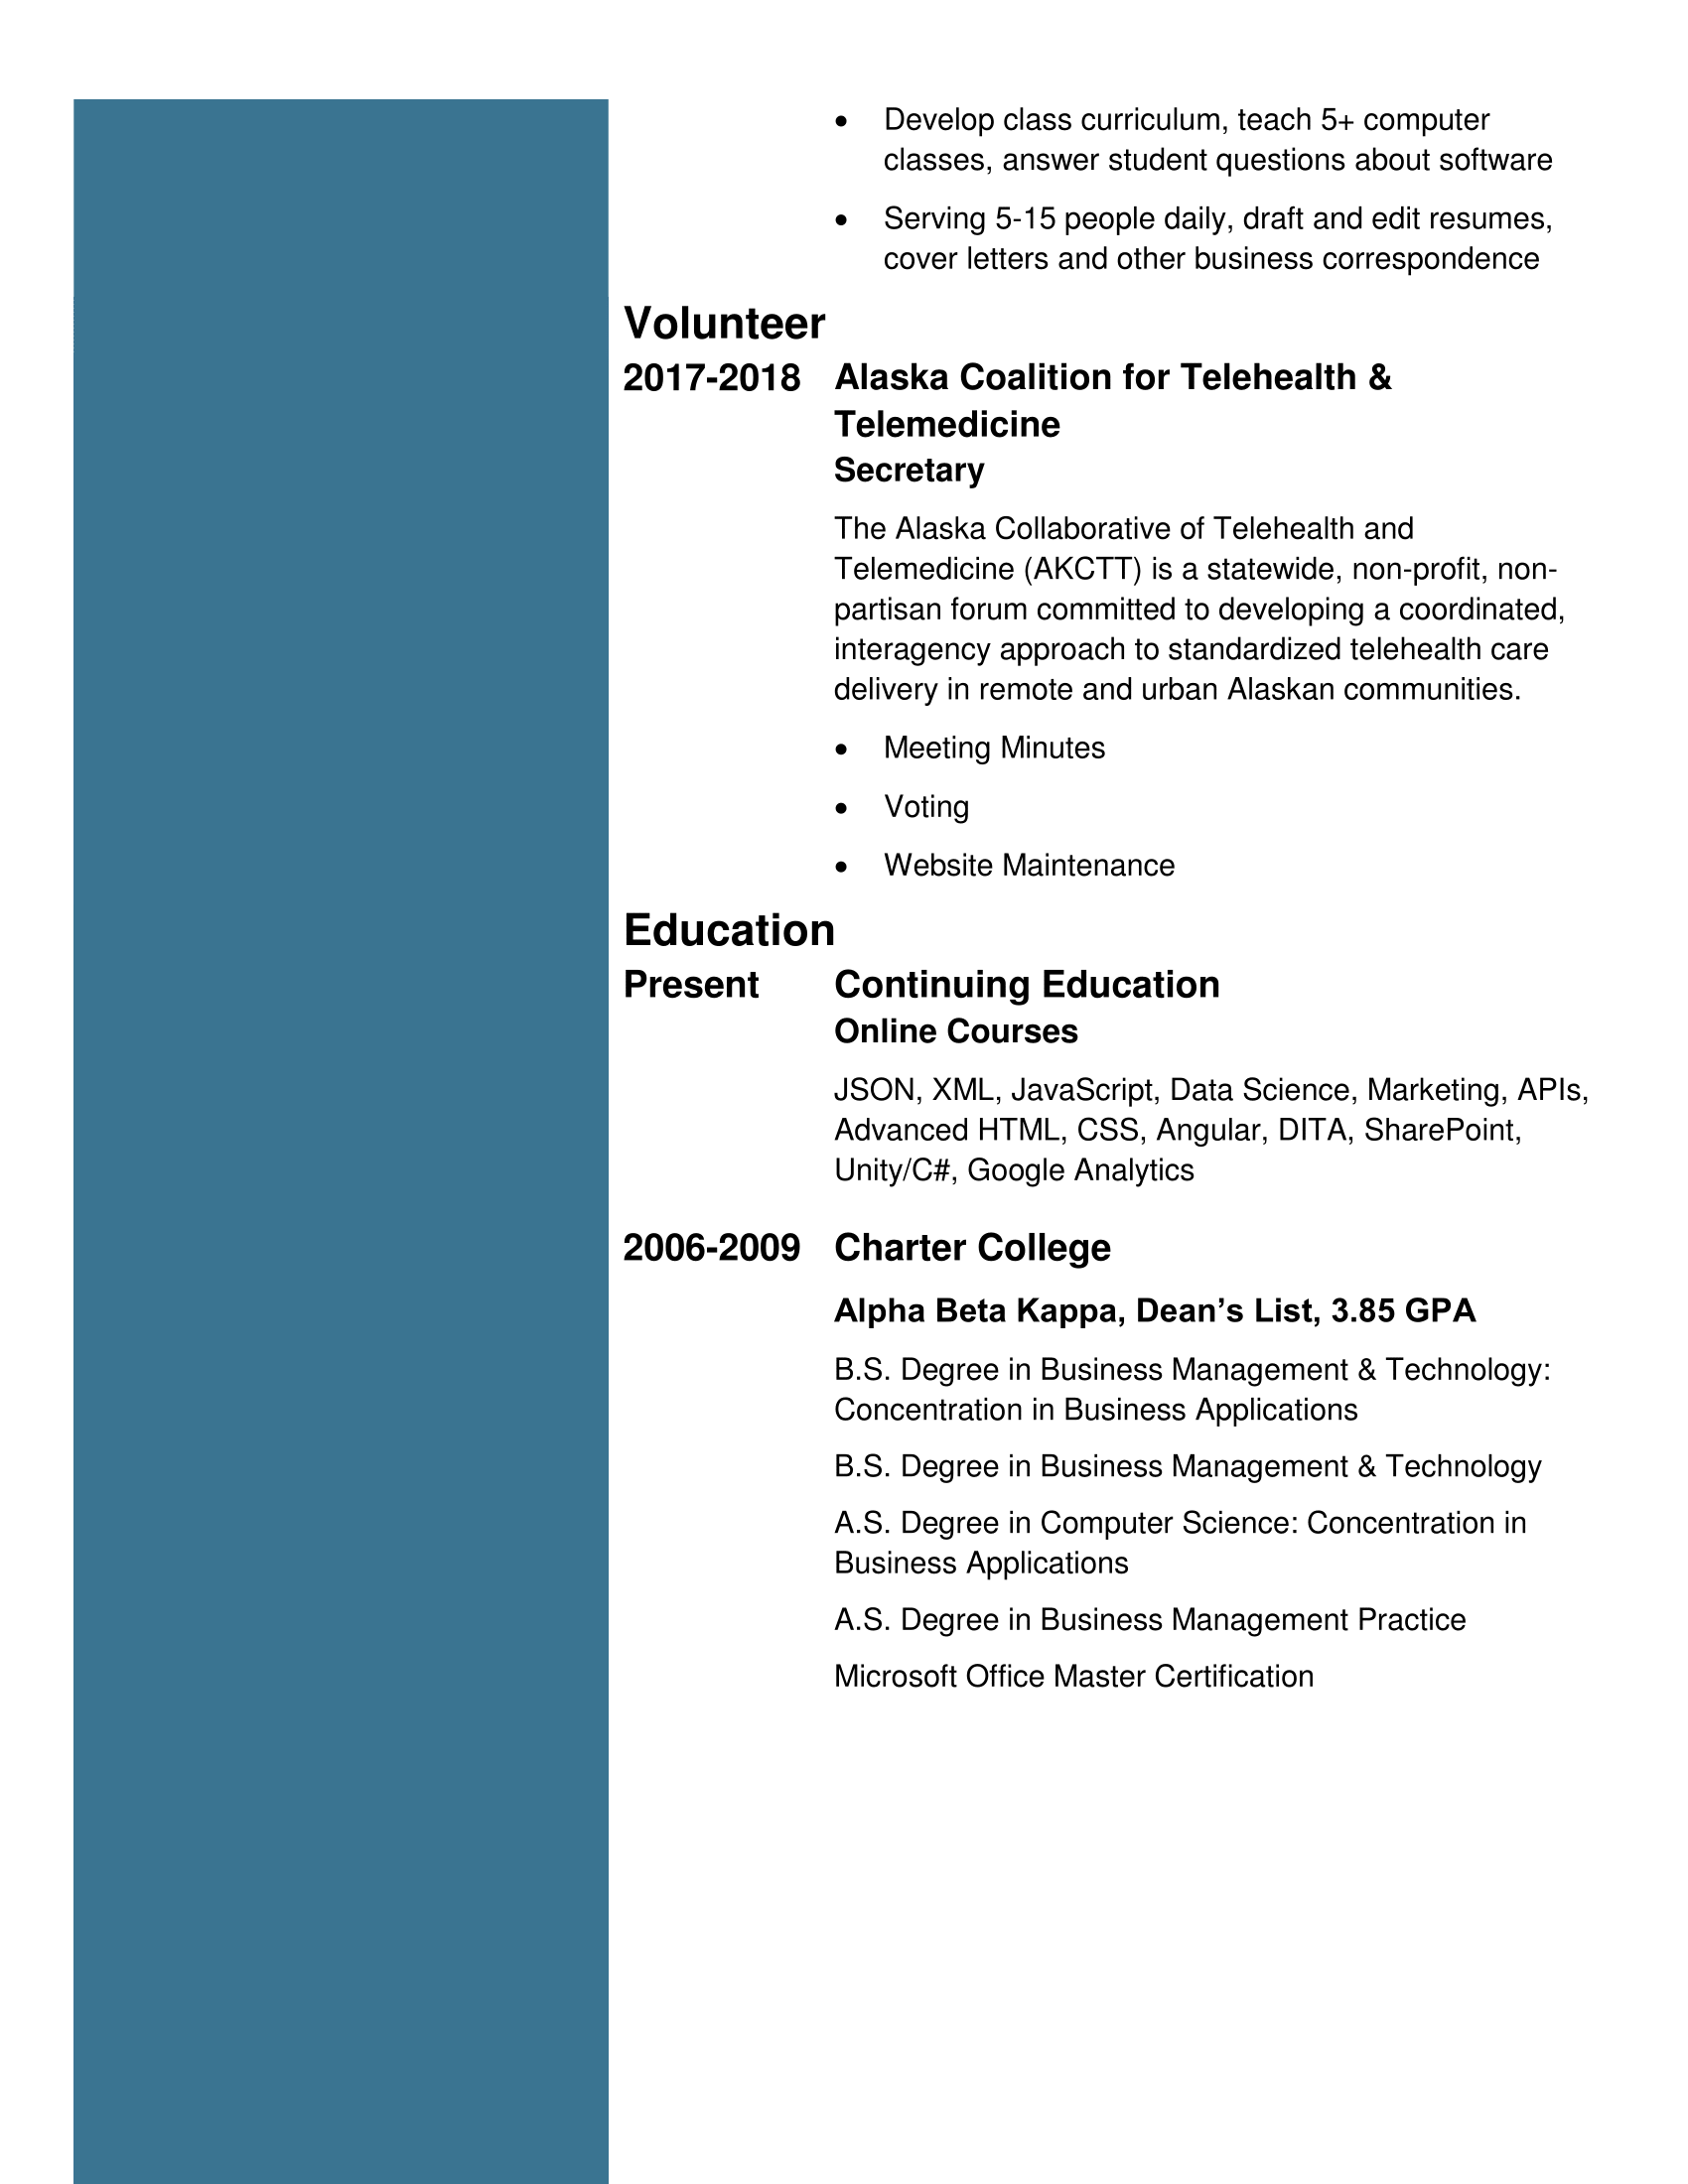 • Develop class curriculum, teach 5+ computer
classes, answer student questions about software
• Serving 5-15 people daily, draft and edit resumes,
cover letters and other business correspondence
Volunteer
2017-2018 Alaska Coalition for Telehealth &
Telemedicine
Secretary
The Alaska Collaborative of Telehealth and
Telemedicine (AKCTT) is a statewide, non-profit, non-
partisan forum committed to developing a coordinated,
interagency approach to standardized telehealth care
delivery in remote and urban Alaskan communities.
• Meeting Minutes
• Voting
• Website Maintenance
Education
Present Continuing Education
Online Courses
JSON, XML, JavaScript, Data Science, Marketing, APIs,
Advanced HTML, CSS, Angular, DITA, SharePoint,
Unity/C#, Google Analytics
2006-2009 Charter College
Alpha Beta Kappa, Dean’s List, 3.85 GPA
B.S. Degree in Business Management & Technology:
Concentration in Business Applications
B.S. Degree in Business Management & Technology
A.S. Degree in Computer Science: Concentration in
Business Applications
A.S. Degree in Business Management Practice
Microsoft Office Master Certification